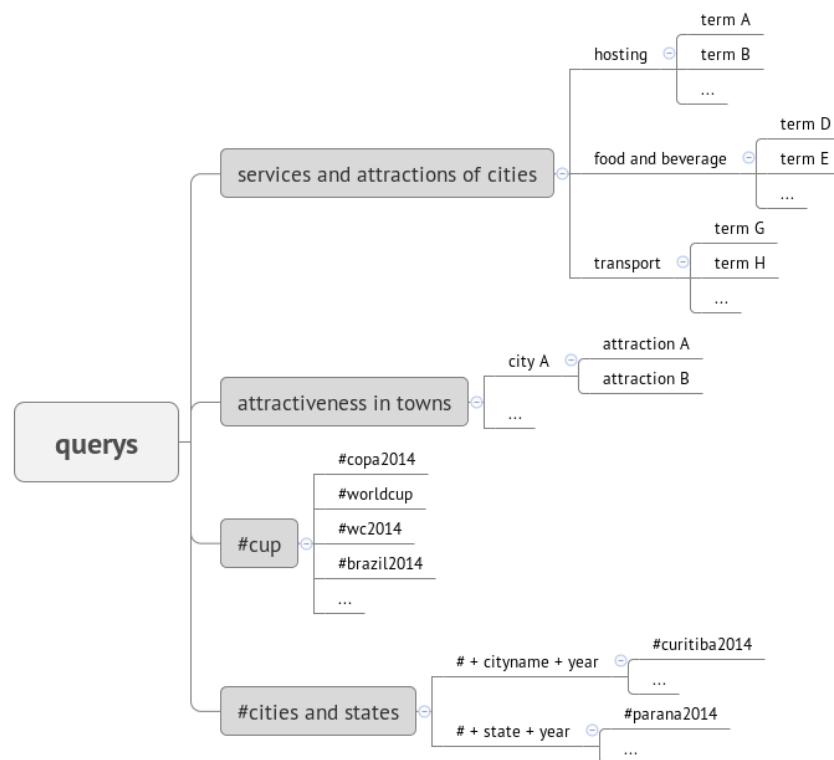 querys
services and attractions of cities
hosting
term A
term B
...
food and beverage
term D
term E
...
transport
term G
term H
...
attractiveness in towns
city A
attraction A
attraction B
...
#cup
#copa2014
#worldcup
#wc2014
#brazil2014
...
#cities and states
# + cityname + year
#curitiba2014
...
# + state + year
#parana2014
...